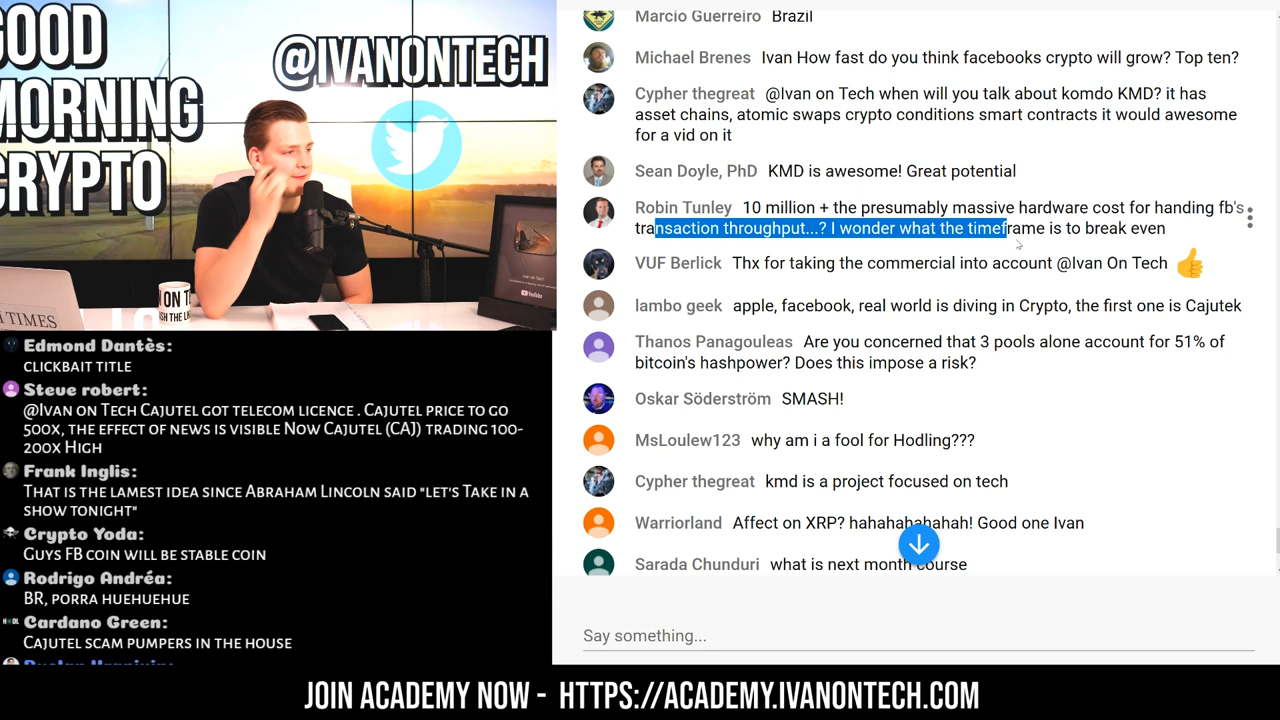 GOOD
MORNING
CRYPTO
@IVANONTECH
ON T
TIMES
YouTube
Edmond Dantès:
CLICKBAIT TITLE
Steve robert:
@IVAN ON TECH CAJUTEL GOT TELECOM LICENCE . CAJUTEL PRICE TO GO
500X, THE EFFECT OF NEWS IS VISIBLE NOW CAJUTEL (CAJ) TRADING 100-
200X HIGH
Frank Inglis:
THAT IS THE LAMEST IDEA SINCE ABRAHAM LINCOLN SAID "LET'S TAKE IN A
SHOW TONIGHT"
Crypto Yoda:
GUYS FB COIN WILL BE STABLE COIN
Rodrigo Andréa:
BR, PORRA HUEHUEHUE
Cardano Green:
CAJUTEL SCAM PUMPERS IN THE HOUSE
Marcio Guerreiro Brazil
Michael Brenes Ivan How fast do you think facebooks crypto will grow? Top ten?
Cypher thegreat @Ivan on Tech when will you talk about komdo KMD? it has
asset chains, atomic swaps crypto conditions smart contracts it would awesome
for a vid on it
Sean Doyle, PhD KMD is awesome! Great potential
Robin Tunley 10 million + the presumably massive hardware cost for handing fb's
transaction throughput...? I wonder what the timeframe is to break even
VUF Berlick Thx for taking the commercial into account @Ivan On Tech 👍
lambo geek apple, facebook, real world is diving in Crypto, the first one is Cajutek
Thanos Panagouleas Are you concerned that 3 pools alone account for 51% of
bitcoin's hashpower? Does this impose a risk?
Oskar Söderström SMASH!
MsLoulew123 why am i a fool for Hodling???
Cypher thegreat kmd is a project focused on tech
Warriorland Affect on XRP? hahahahahahah! Good one Ivan
Sarada Chunduri what is next month course
Say something...
JOIN ACADEMY NOW - HTTPS://ACADEMY.IVANONTECH.COM